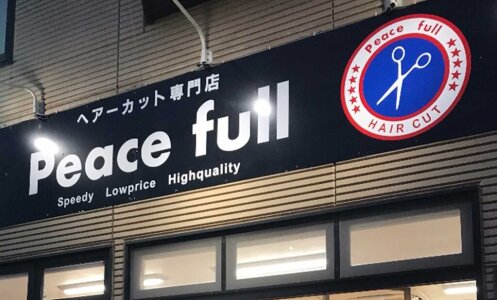 ヘアーカット専門店
Peace full
Speedy Lowprice Highquality
Peace full
HAIR CUT